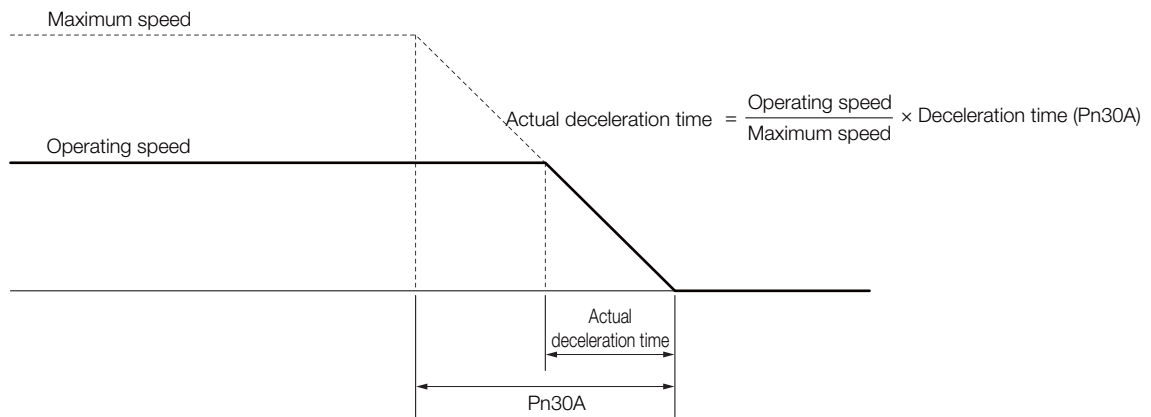 Maximum speed
Actual deceleration time = Operating speed / Maximum speed × Deceleration time (Pn30A)
Operating speed
Actual
deceleration time
Pn30A